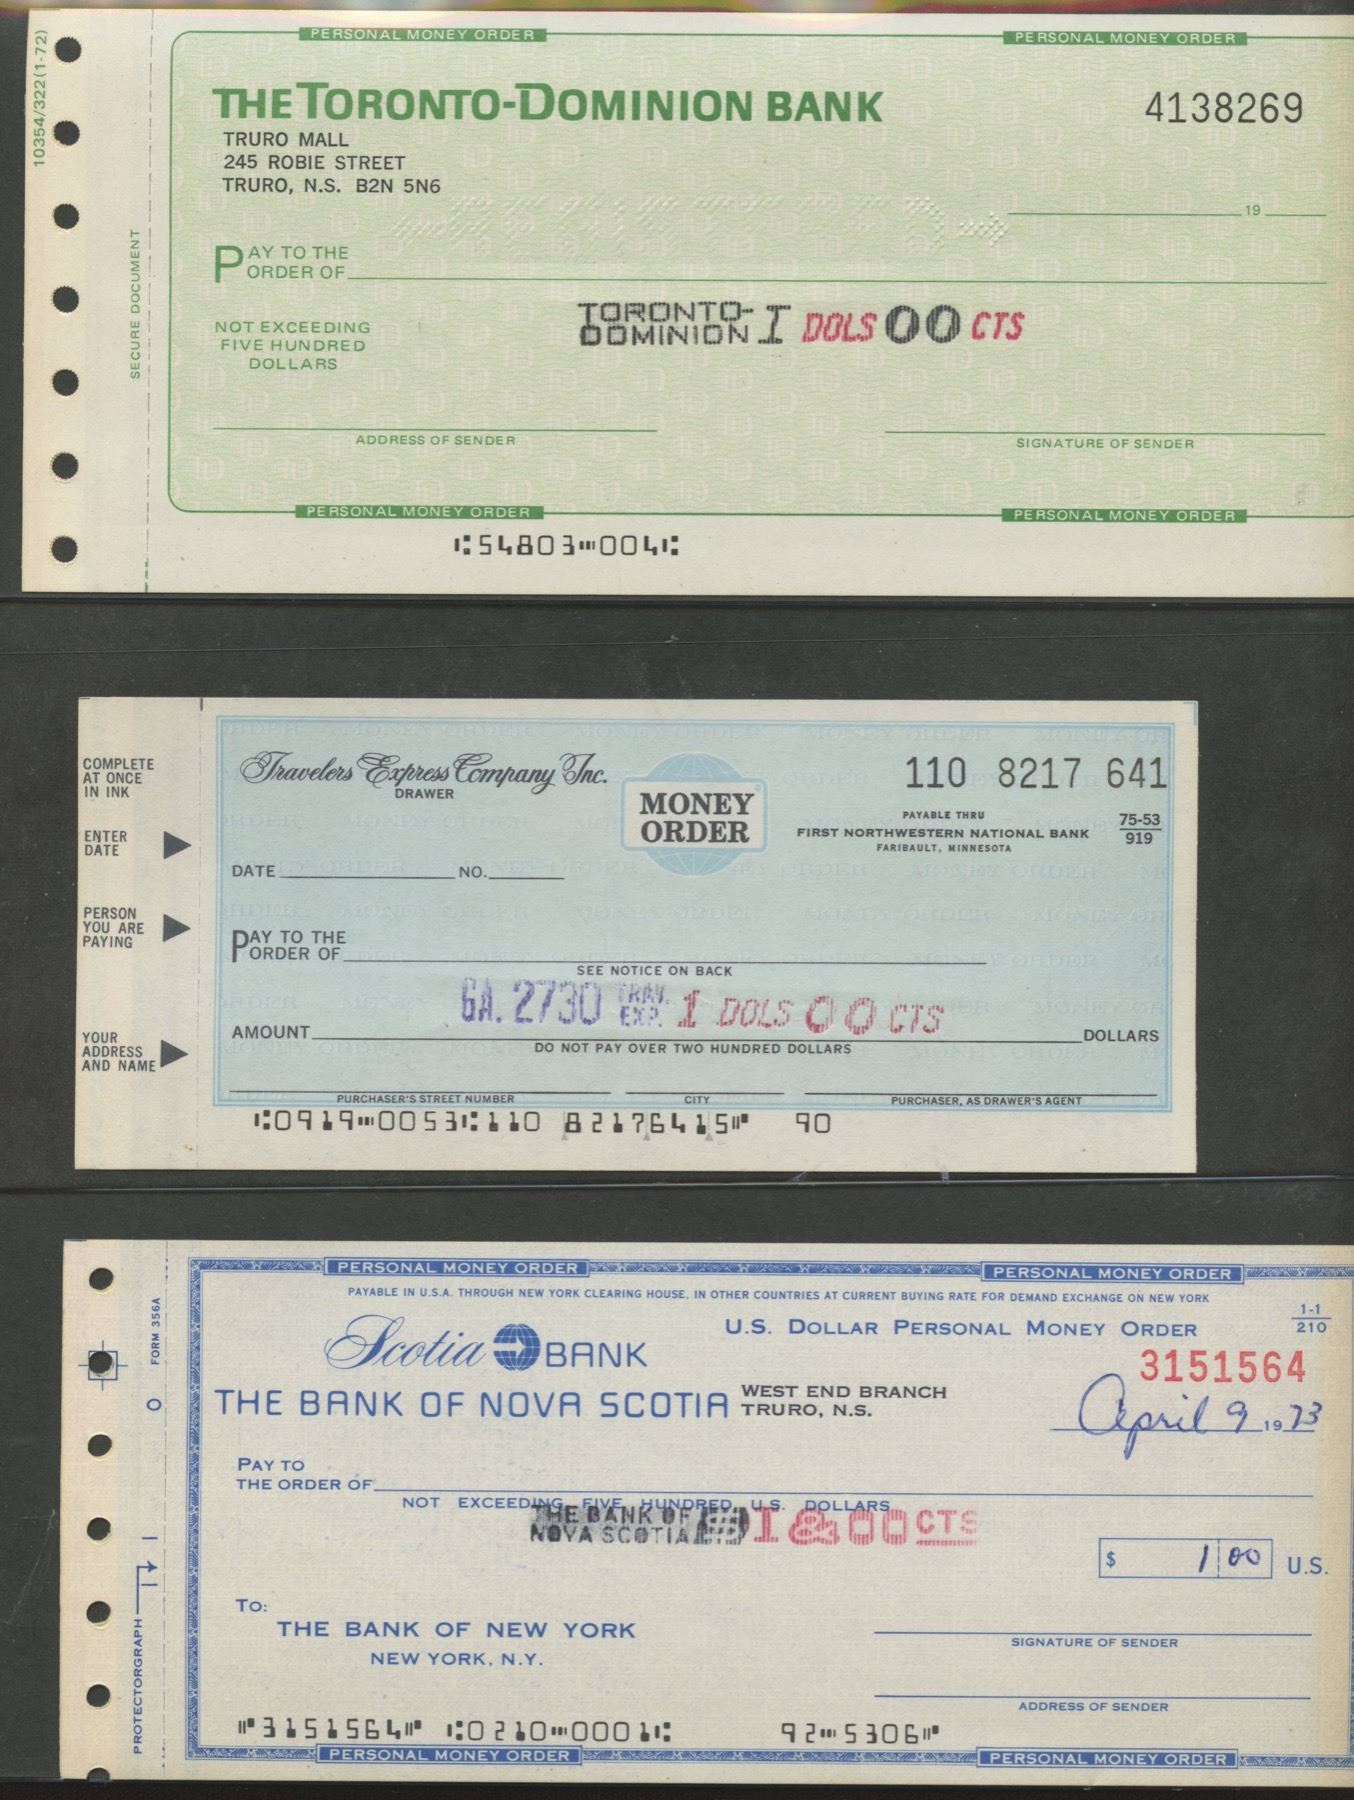 PERSONAL MONEY ORDER PERSONAL MONEY ORDER
10354/322(1-72)
THE TORONTO-DOMINION BANK 4138269
TRURO MALL
245 ROBIE STREET
TRURO, N.S. B2N 5N6
19
SECURE DOCUMENT
PAY TO THE
ORDER OF
TORONTO-
DOMINION 1 DOLS 00 CTS
NOT EXCEEDING
FIVE HUNDRED
DOLLARS
ADDRESS OF SENDER SIGNATURE OF SENDER
PERSONAL MONEY ORDER PERSONAL MONEY ORDER
⑆54803⑉004⑆
COMPLETE
AT ONCE
IN INK
Travelers Express Company Inc.
DRAWER
MONEY
ORDER
110 8217 641
PAYABLE THRU
FIRST NORTHWESTERN NATIONAL BANK
FARIBAULT, MINNESOTA
75-53
919
ENTER
DATE
DATE NO.
PERSON
YOU ARE
PAYING
PAY TO THE
ORDER OF
SEE NOTICE ON BACK
GA. 2730 TRAV. EXP. 1 DOLS 00 CTS
AMOUNT DOLLARS
DO NOT PAY OVER TWO HUNDRED DOLLARS
YOUR
ADDRESS
AND NAME
PURCHASER'S STREET NUMBER CITY PURCHASER, AS DRAWER'S AGENT
⑆0919⑉0053⑆110 82176415⑈ 90
PERSONAL MONEY ORDER PERSONAL MONEY ORDER
PAYABLE IN U.S.A. THROUGH NEW YORK CLEARING HOUSE, IN OTHER COUNTRIES AT CURRENT BUYING RATE FOR DEMAND EXCHANGE ON NEW YORK
1-1
210
FORM 356A
U.S. DOLLAR PERSONAL MONEY ORDER
Scotia BANK
3151564
THE BANK OF NOVA SCOTIA
WEST END BRANCH
TRURO, N.S.
April 9 1973
PAY TO
THE ORDER OF
NOT EXCEEDING FIVE HUNDRED U.S. DOLLARS
THE BANK OF
NOVA SCOTIA 1 & 00 CTS
$ 1 00 U.S.
TO:
THE BANK OF NEW YORK
NEW YORK, N.Y.
SIGNATURE OF SENDER
ADDRESS OF SENDER
PROTECTORGRAPH
⑈3151564⑈ ⑆0210⑉0001⑆ 92⑉5306⑈
PERSONAL MONEY ORDER PERSONAL MONEY ORDER